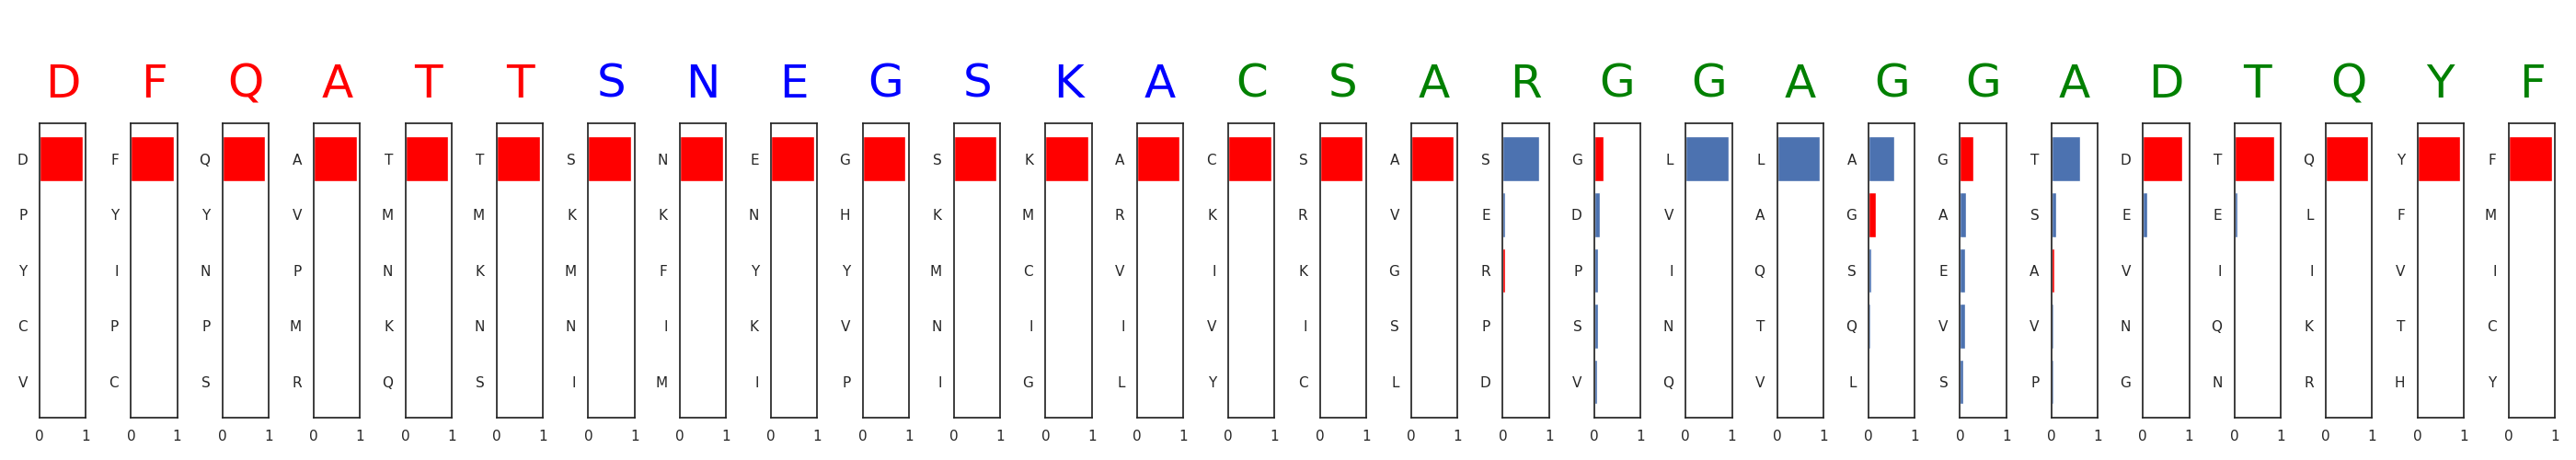 D F Q A T T S N E G S K A C S A R G G A G G A D T Q Y F
D F Q A T T S N E G S K A C S A S G L L A G T D T Q Y F
P Y Y V M M K K N H K M R K R V E D V A G A S E E L F M
Y I N P N K M F Y Y M C V I K G R P I Q S E A V I I V I
C P P M K N N I K V N I I V I S P S N T Q V V N Q K T C
V C S R Q S I M I P I G L Y C L D V Q V L S P G N R H Y
0 1 0 1 0 1 0 1 0 1 0 1 0 1 0 1 0 1 0 1 0 1 0 1 0 1 0 1 0 1 0 1 0 1 0 1 0 1 0 1 0 1 0 1 0 1 0 1 0 1 0 1 0 1 0 1